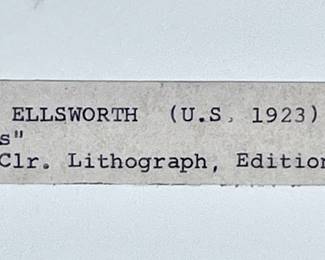 ELLSWORTH (U.S, 1923)
s"
Clr. Lithograph, Edition